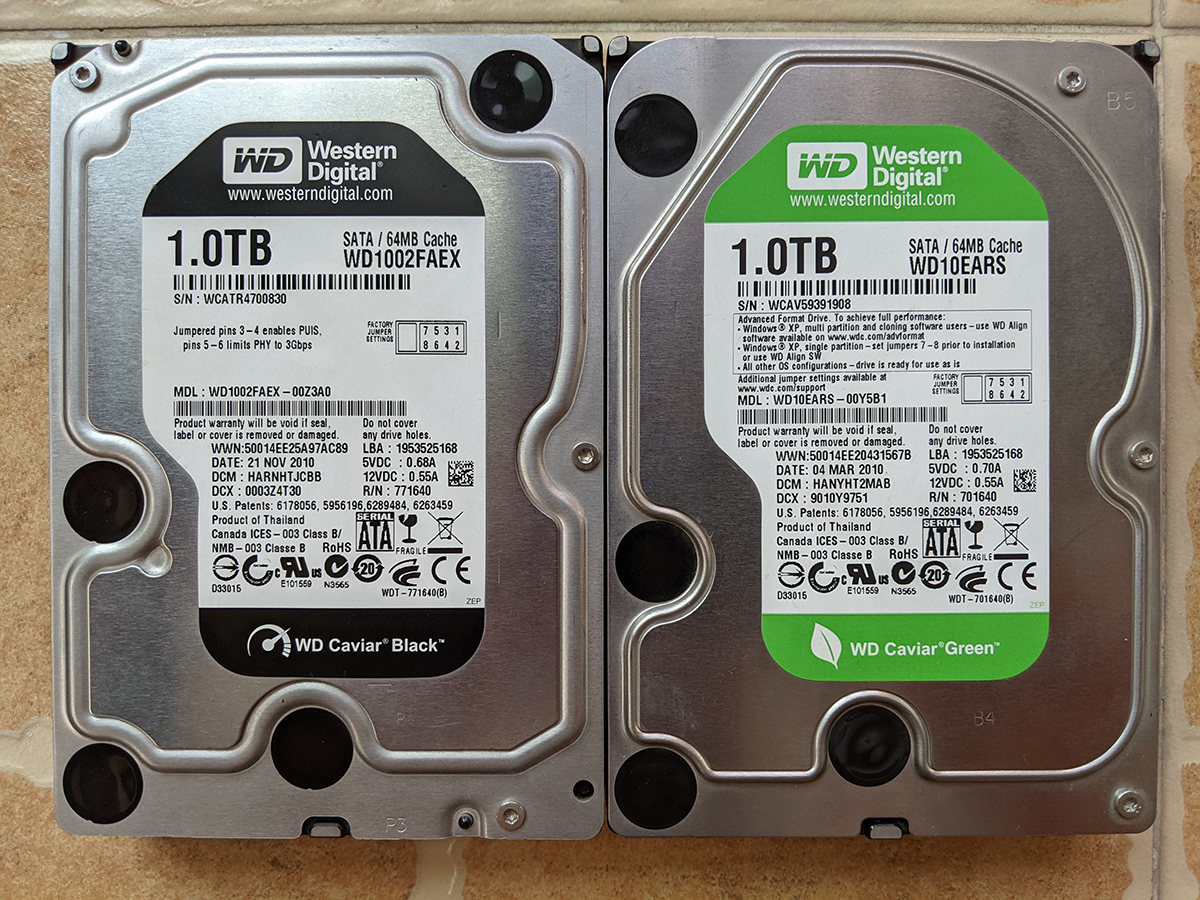 WD Western
Digital®
www.westerndigital.com
1.0TB
SATA / 64MB Cache
WD1002FAEX
S/N : WCATR4700830
Jumpered pins 3-4 enables PUIS,
pins 5-6 limits PHY to 3Gbps
FACTORY
JUMPER
SETTINGS
7 5 3 1
8 6 4 2
MDL : WD1002FAEX-00Z3A0
Product warranty will be void if seal,
label or cover is removed or damaged.
Do not cover
any drive holes.
WWN:50014EE25A97AC89
DATE: 21 NOV 2010
DCM : HARNHTJCBB
DCX : 0003Z4T30
LBA : 1953525168
5VDC : 0.68A
12VDC : 0.55A
R/N : 771640
U.S. Patents: 6178056, 5956196,6289484, 6263459
Product of Thailand
Canada ICES-003 Class B/
NMB-003 Classe B
RoHS
SERIAL
ATA
FRAGILE
D33015
c RU us
E101559
N3565
20
CE
WDT-771640(B)
ZEP
WD Caviar® Black™
P3
WD Western
Digital®
www.westerndigital.com
B5
1.0TB
SATA / 64MB Cache
WD10EARS
S/N : WCAV59391908
Advanced Format Drive. To achieve full performance:
• Windows® XP, multi partition and cloning software users-use WD Align
software available on www.wdc.com/advformat
• Windows® XP, single partition-set jumpers 7-8 prior to installation
or use WD Align SW
• All other OS configurations-drive is ready for use as is
Additional jumper settings available at
www.wdc.com/support
FACTORY
JUMPER
SETTINGS
7 5 3 1
8 6 4 2
MDL : WD10EARS-00Y5B1
Product warranty will be void if seal,
label or cover is removed or damaged.
Do not cover
any drive holes.
WWN:50014EE20431567B
DATE: 04 MAR 2010
DCM : HANYHT2MAB
DCX : 9010Y9751
LBA : 1953525168
5VDC : 0.70A
12VDC : 0.55A
R/N : 701640
U.S. Patents: 6178056, 5956196,6289484, 6263459
Product of Thailand
Canada ICES-003 Class B/
NMB-003 Classe B
RoHS
SERIAL
ATA
FRAGILE
D33015
c RU us
E101559
N3565
20
CE
WDT-701640(B)
ZEP
WD Caviar® Green™
B4